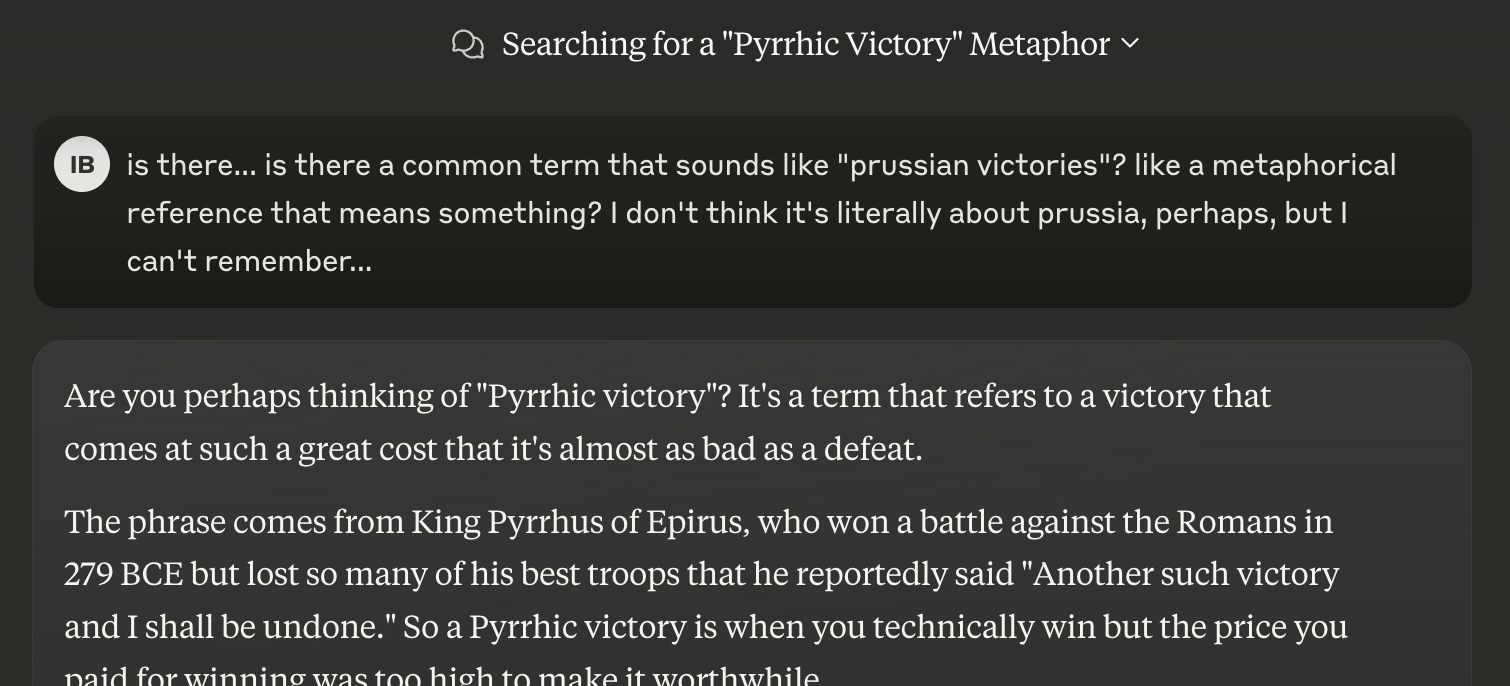 Searching for a "Pyrrhic Victory" Metaphor
IB
is there... is there a common term that sounds like "prussian victories"? like a metaphorical
reference that means something? I don't think it's literally about prussia, perhaps, but I
can't remember...
Are you perhaps thinking of "Pyrrhic victory"? It's a term that refers to a victory that
comes at such a great cost that it's almost as bad as a defeat.
The phrase comes from King Pyrrhus of Epirus, who won a battle against the Romans in
279 BCE but lost so many of his best troops that he reportedly said "Another such victory
and I shall be undone." So a Pyrrhic victory is when you technically win but the price you
paid for winning was too high to make it worthwhile.